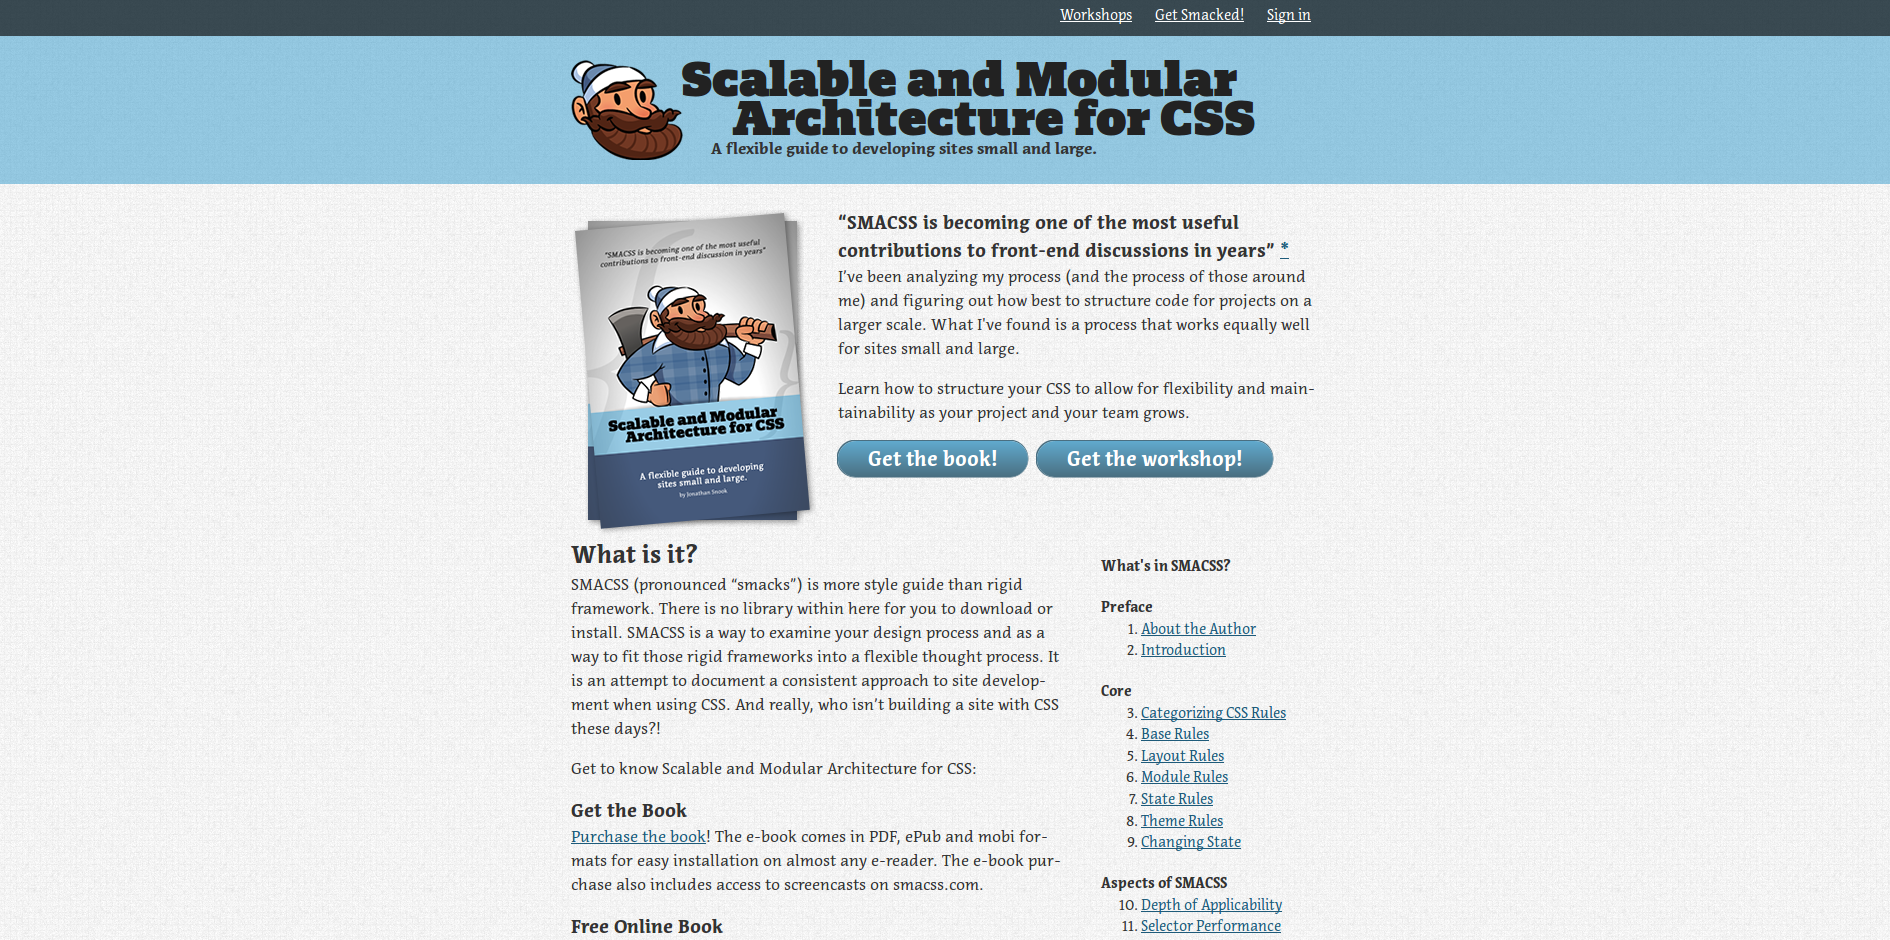 Workshops Get Smacked! Sign in
Scalable and Modular
Architecture for CSS
A flexible guide to developing sites small and large.
"SMACSS is becoming one of the most useful
contributions to front-end discussion in years"
Scalable and Modular
Architecture for CSS
A flexible guide to developing
sites small and large.
by Jonathan Snook
“SMACSS is becoming one of the most useful
contributions to front-end discussions in years” *
I’ve been analyzing my process (and the process of those around
me) and figuring out how best to structure code for projects on a
larger scale. What I've found is a process that works equally well
for sites small and large.
Learn how to structure your CSS to allow for flexibility and main-
tainability as your project and your team grows.
Get the book! Get the workshop!
What is it?
SMACSS (pronounced “smacks”) is more style guide than rigid
framework. There is no library within here for you to download or
install. SMACSS is a way to examine your design process and as a
way to fit those rigid frameworks into a flexible thought process. It
is an attempt to document a consistent approach to site develop-
ment when using CSS. And really, who isn’t building a site with CSS
these days?!
Get to know Scalable and Modular Architecture for CSS:
Get the Book
Purchase the book! The e-book comes in PDF, ePub and mobi for-
mats for easy installation on almost any e-reader. The e-book pur-
chase also includes access to screencasts on smacss.com.
Free Online Book
What's in SMACSS?
Preface
1. About the Author
2. Introduction
Core
3. Categorizing CSS Rules
4. Base Rules
5. Layout Rules
6. Module Rules
7. State Rules
8. Theme Rules
9. Changing State
Aspects of SMACSS
10. Depth of Applicability
11. Selector Performance